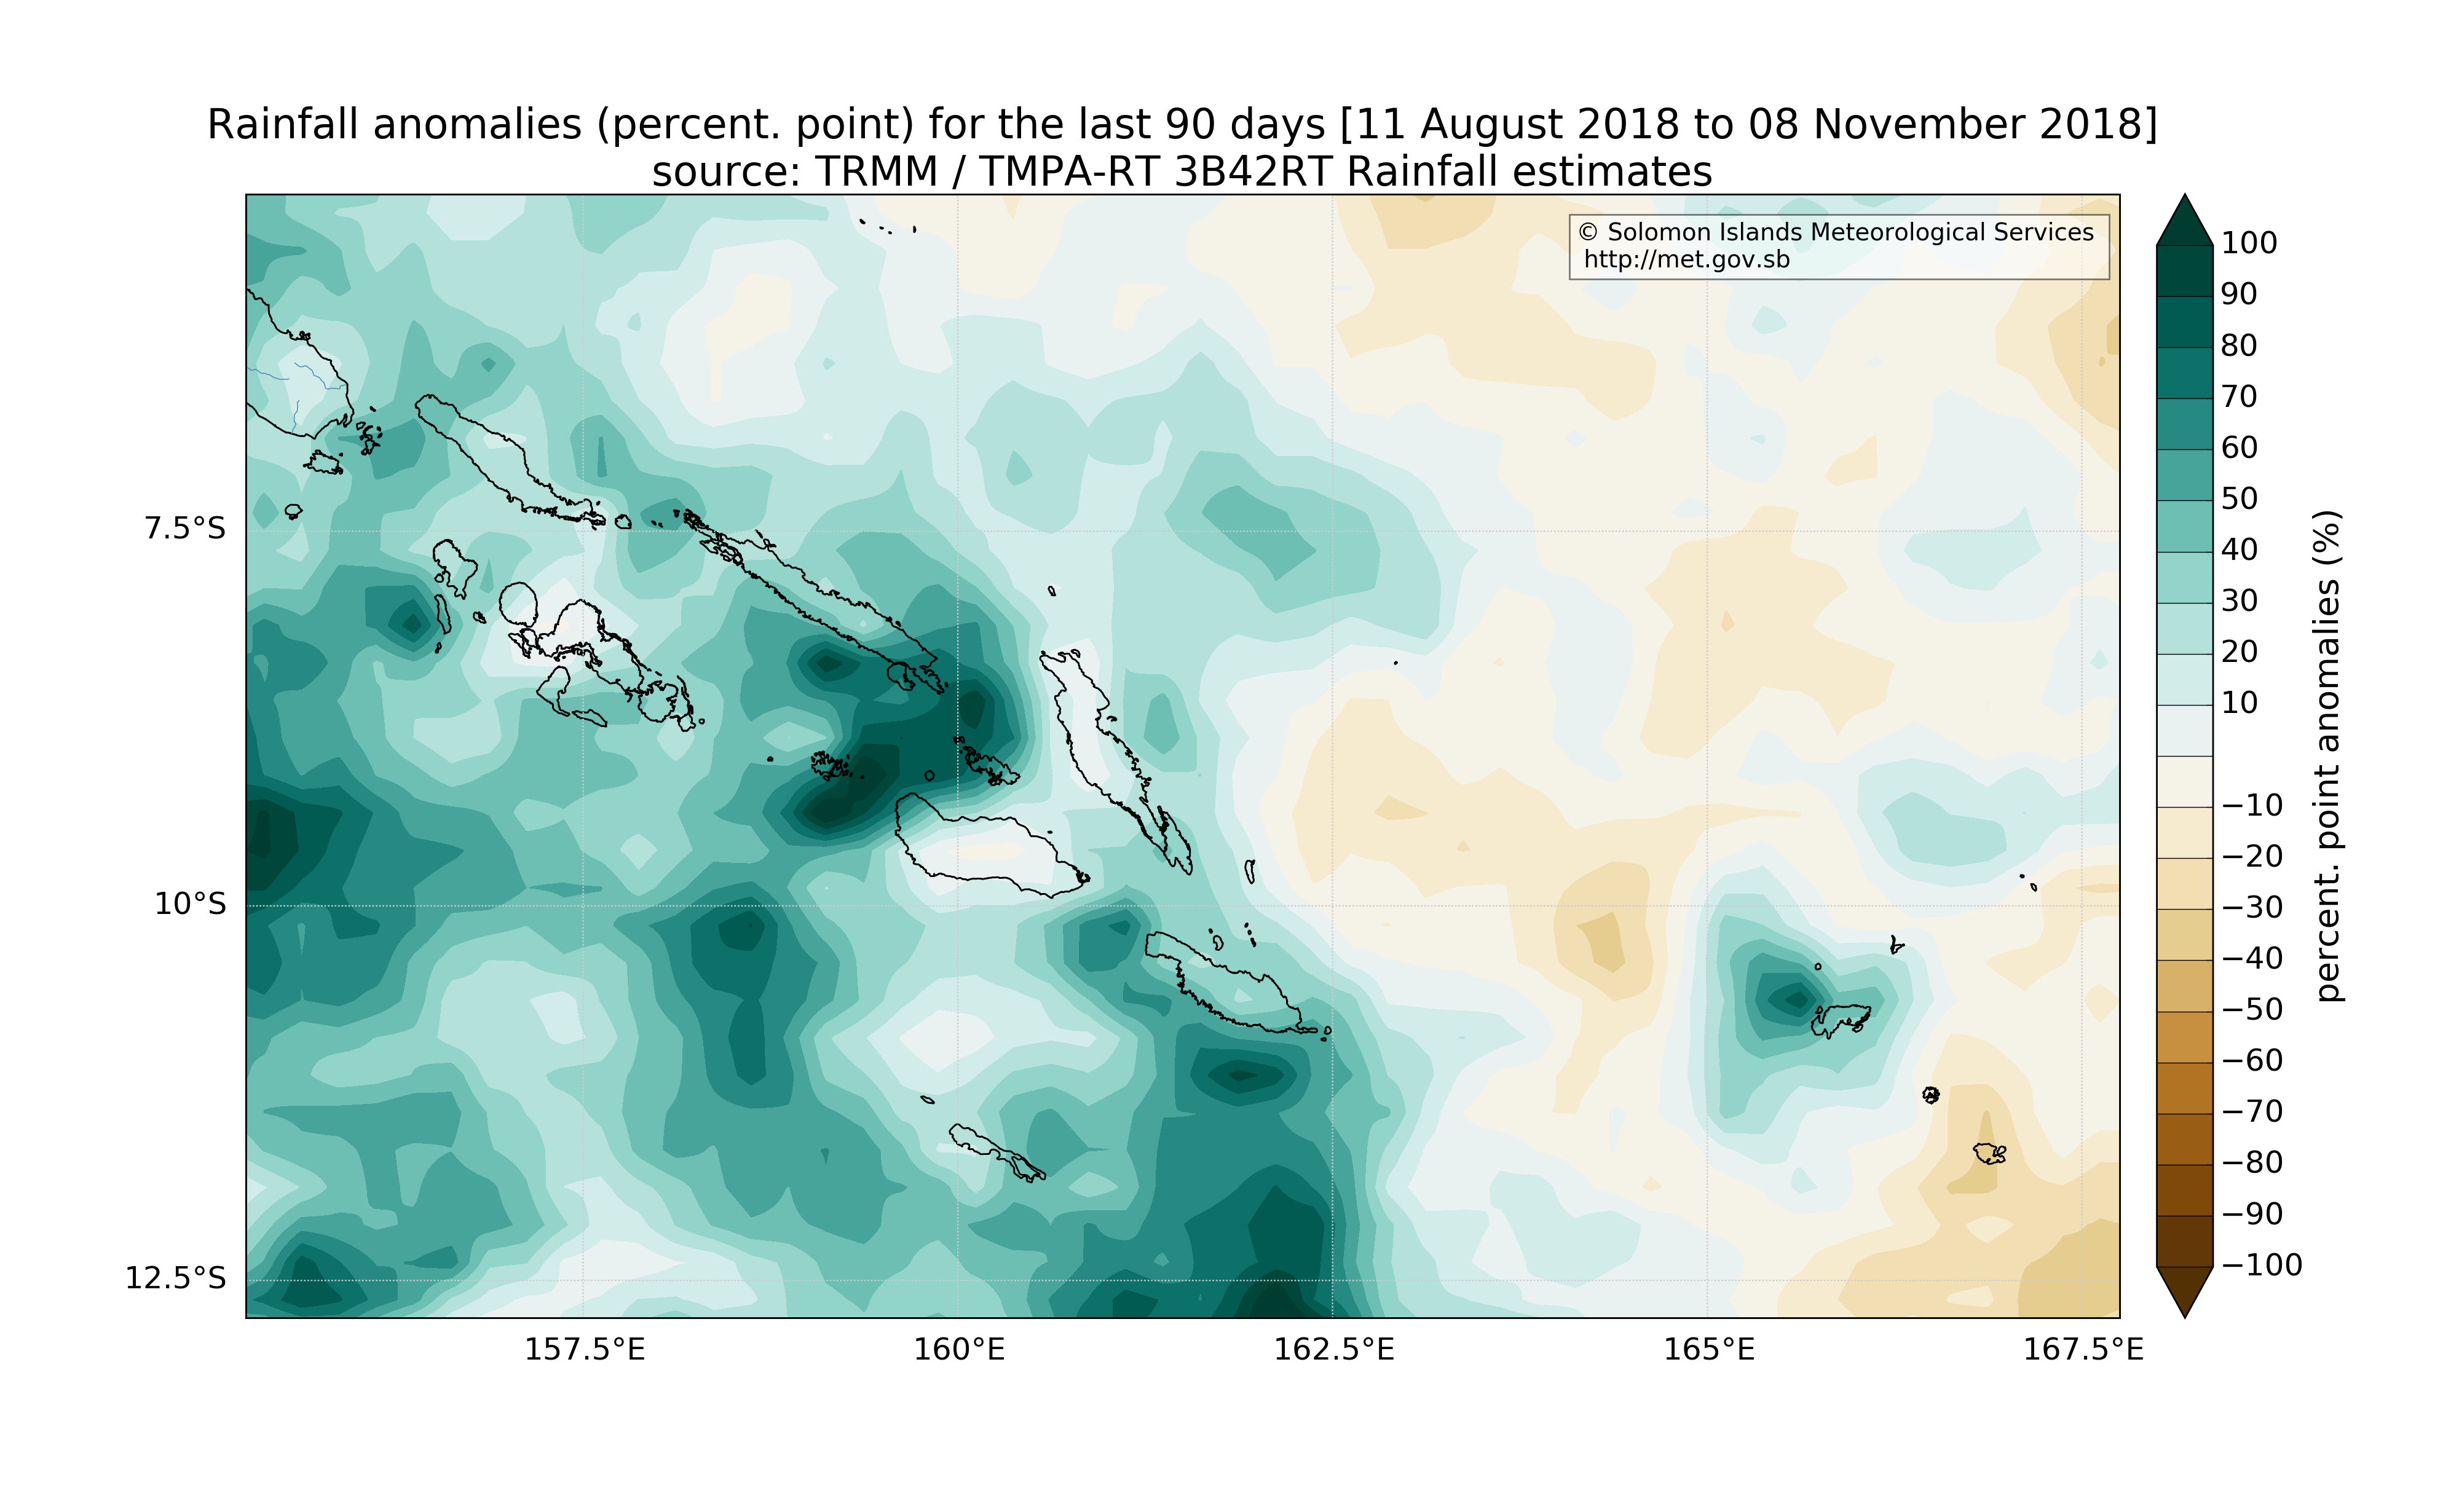 Rainfall anomalies (percent. point) for the last 90 days [11 August 2018 to 08 November 2018]
source: TRMM / TMPA-RT 3B42RT Rainfall estimates
© Solomon Islands Meteorological Services
http://met.gov.sb
7.5°S
10°S
12.5°S
157.5°E
160°E
162.5°E
165°E
167.5°E
100
90
80
70
60
50
40
30
20
10
−10
−20
−30
−40
−50
−60
−70
−80
−90
−100
percent. point anomalies (%)